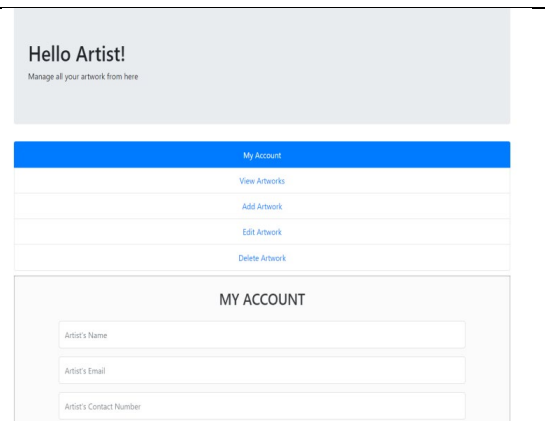 Hello Artist!
Manage all your artwork from here
My Account
View Artworks
Add Artwork
Edit Artwork
Delete Artwork
MY ACCOUNT
Artist's Name
Artist's Email
Artist's Contact Number